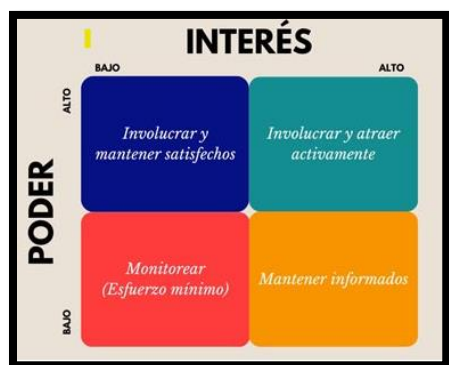 INTERÉS
BAJO
ALTO
ALTO
Involucrar y
mantener satisfechos
Involucrar y atraer
activamente
PODER
Monitorear
(Esfuerzo mínimo)
Mantener informados
BAJO